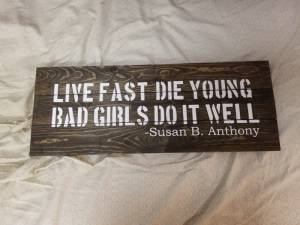 LIVE FAST DIE YOUNG
BAD GIRLS DO IT WELL
-Susan B. Anthony